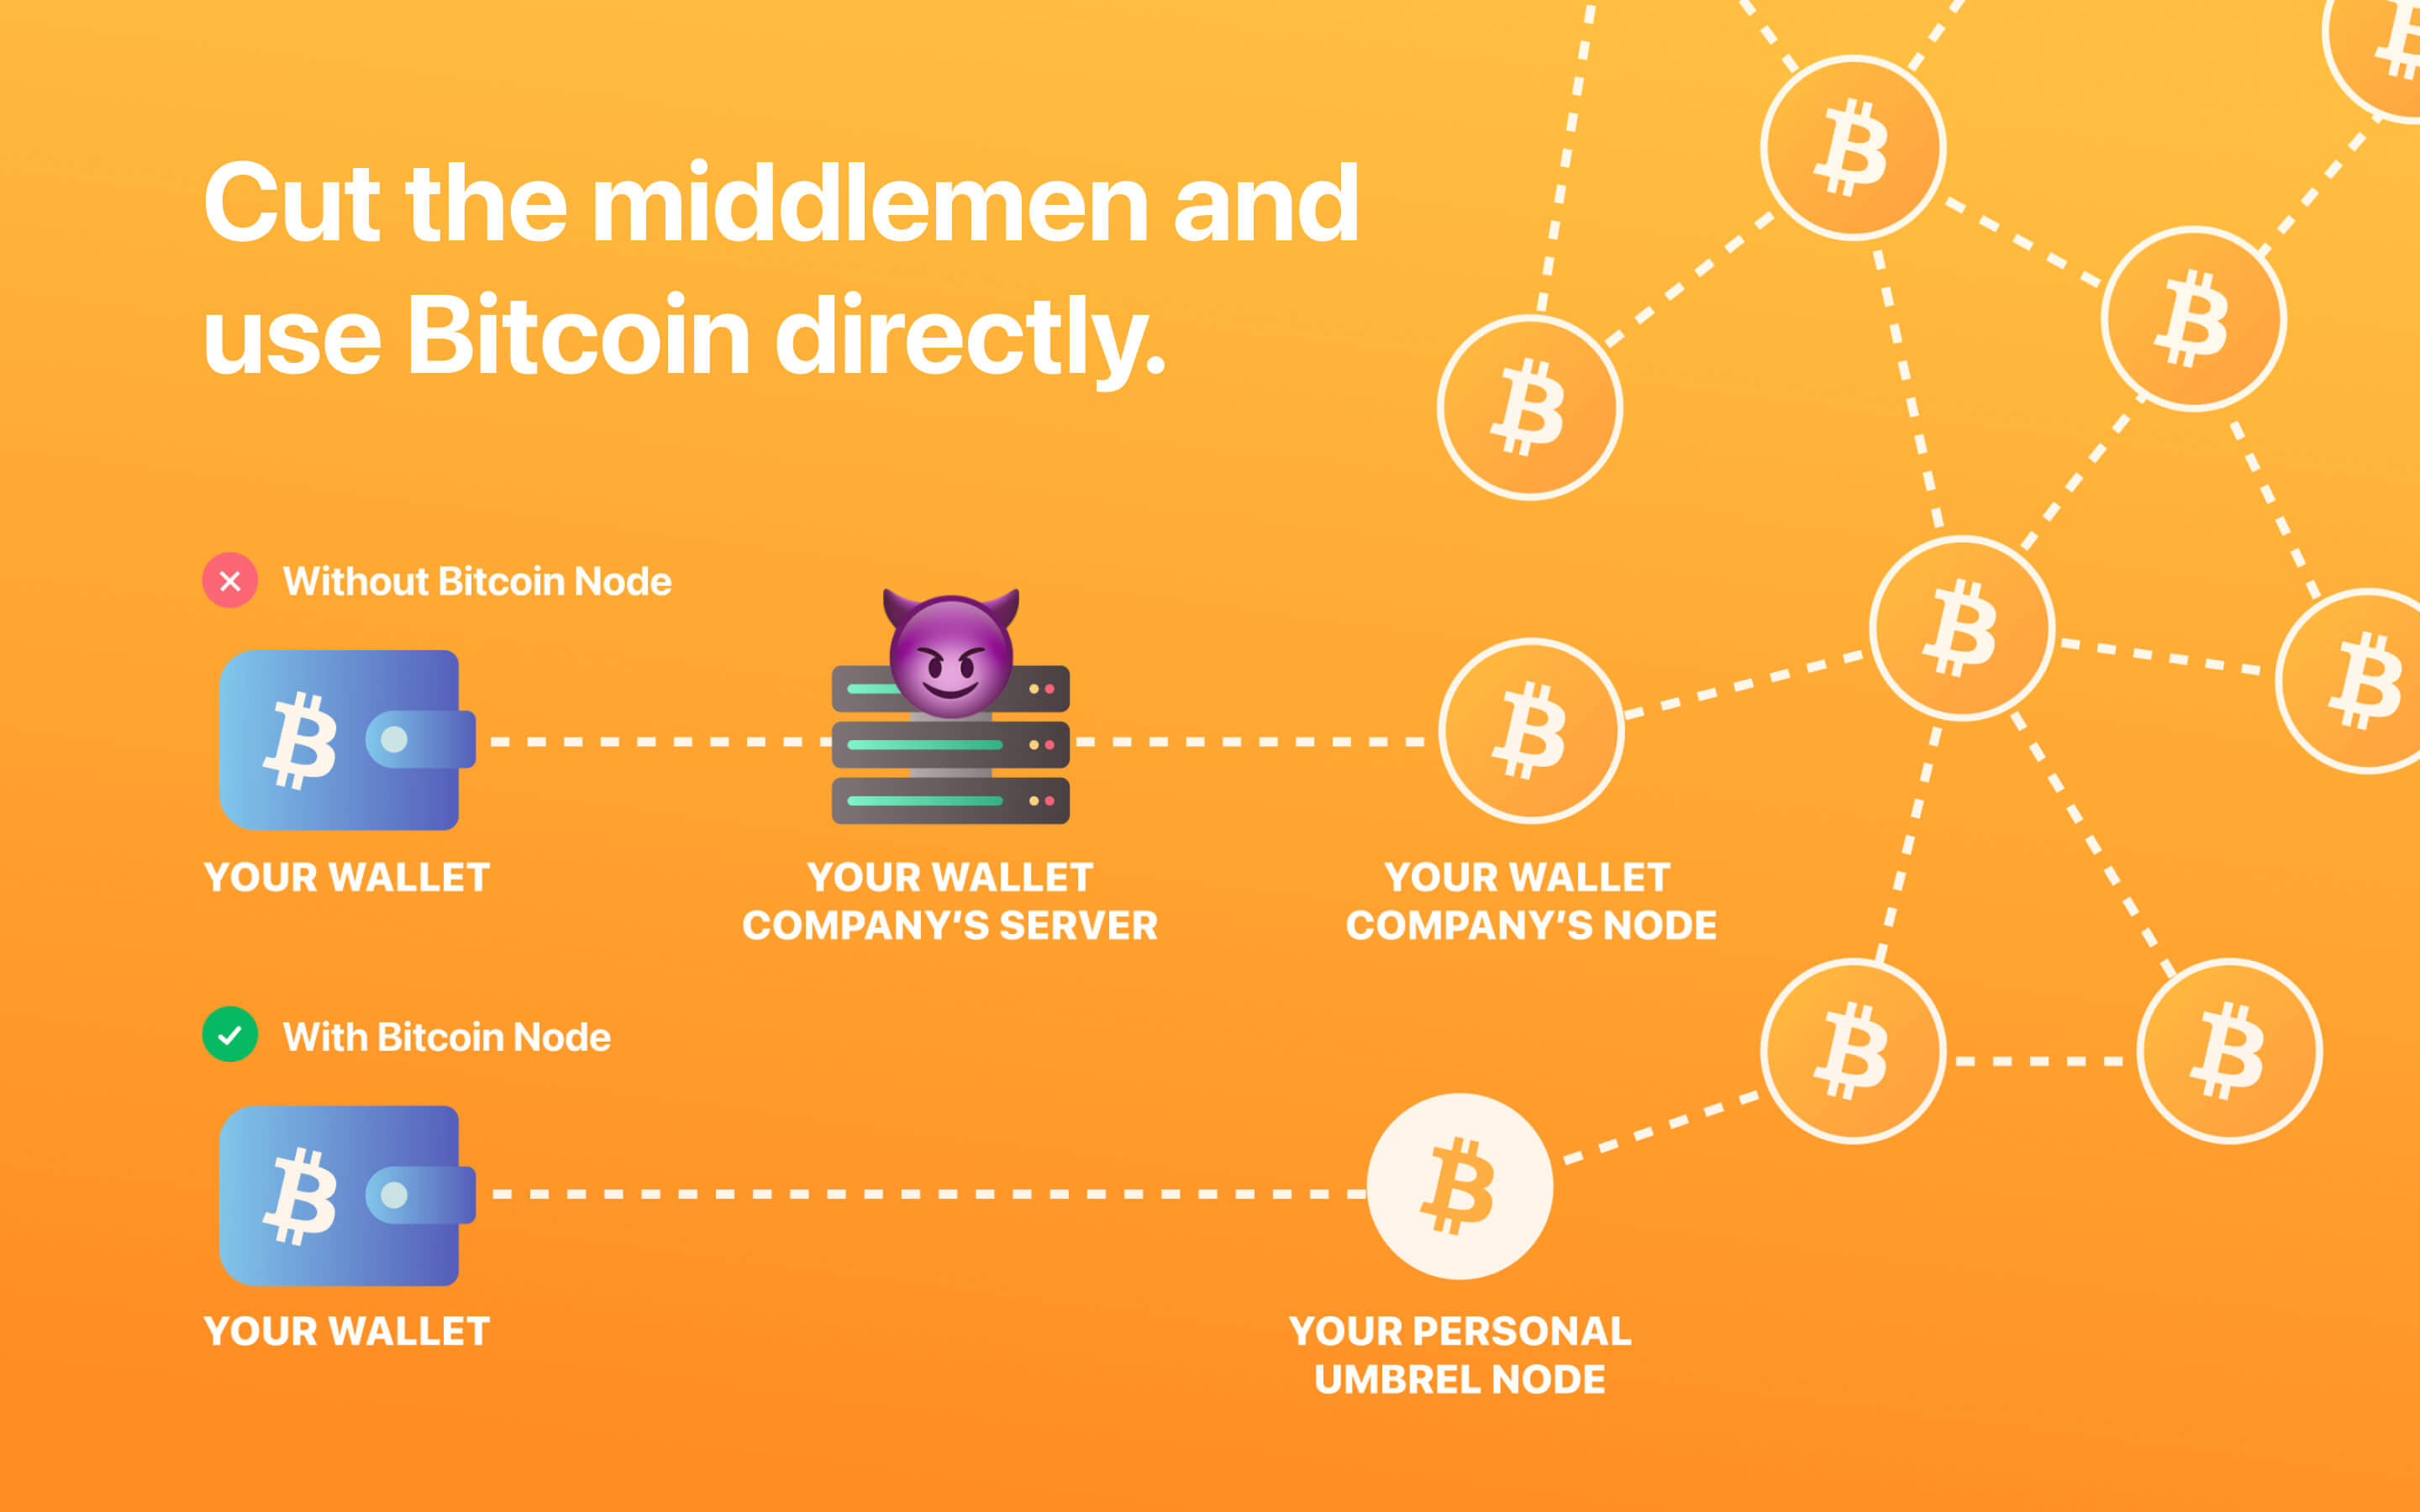 Cut the middlemen and
use Bitcoin directly.
Without Bitcoin Node
YOUR WALLET
YOUR WALLET
COMPANY’S SERVER
YOUR WALLET
COMPANY’S NODE
With Bitcoin Node
YOUR WALLET
YOUR PERSONAL
UMBREL NODE